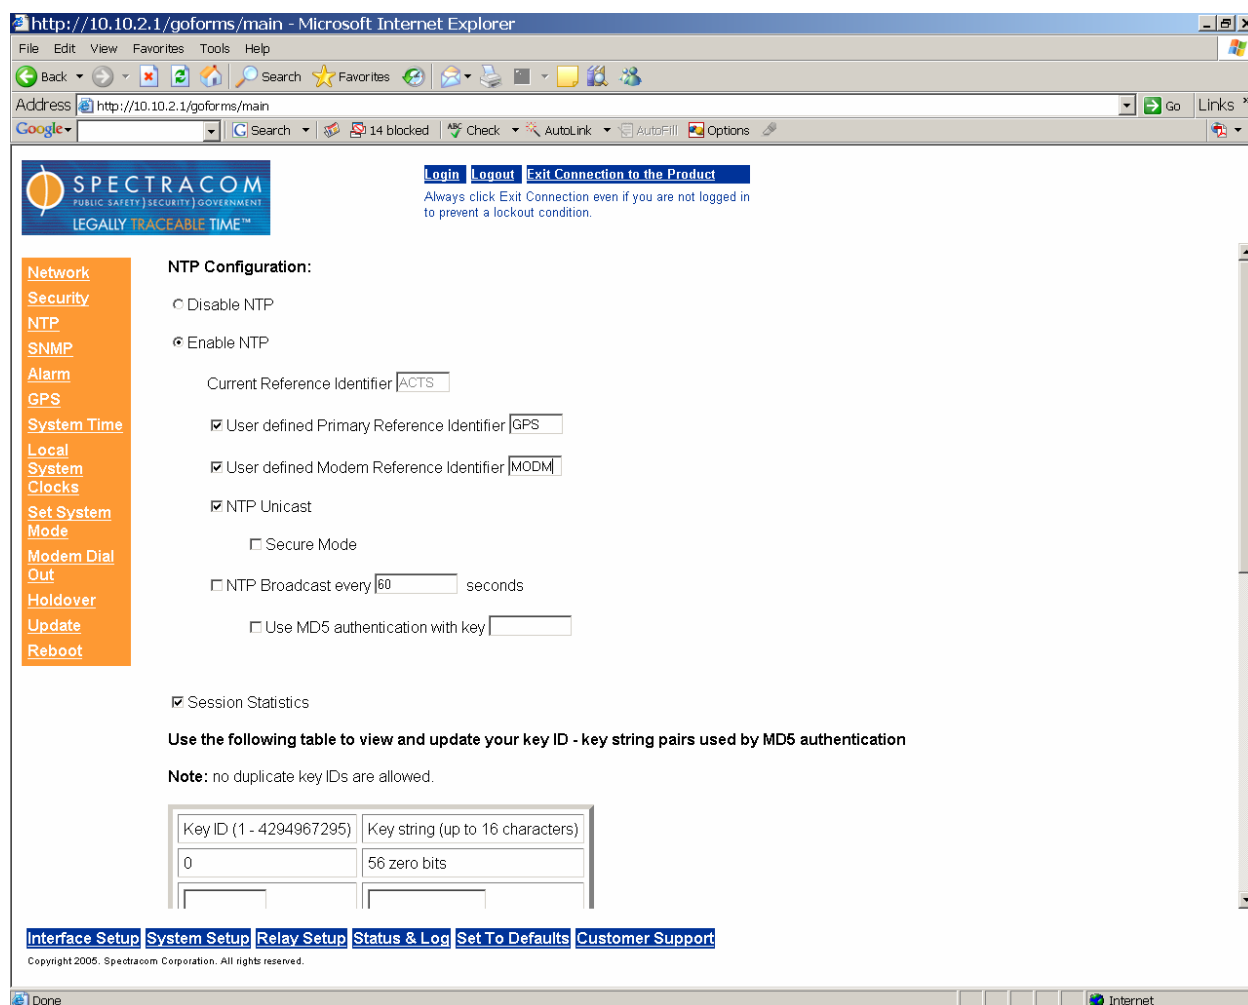 http://10.10.2.1/goforms/main - Microsoft Internet Explorer
File Edit View Favorites Tools Help
Back Search Favorites
Address http://10.10.2.1/goforms/main Go Links
Google Search 14 blocked Check AutoLink AutoFill Options
SPECTRACOM
PUBLIC SAFETY } SECURITY } GOVERNMENT
LEGALLY TRACEABLE TIME™
Login Logout Exit Connection to the Product
Always click Exit Connection even if you are not logged in
to prevent a lockout condition.
Network
Security
NTP
SNMP
Alarm
GPS
System Time
Local
System
Clocks
Set System
Mode
Modem Dial
Out
Holdover
Update
Reboot
NTP Configuration:
Disable NTP
Enable NTP
Current Reference Identifier ACTS
User defined Primary Reference Identifier GPS
User defined Modem Reference Identifier MODM
NTP Unicast
Secure Mode
NTP Broadcast every 60 seconds
Use MD5 authentication with key
Session Statistics
Use the following table to view and update your key ID - key string pairs used by MD5 authentication
Note: no duplicate key IDs are allowed.
Key ID (1 - 4294967295) Key string (up to 16 characters)
0 56 zero bits
Interface Setup System Setup Relay Setup Status & Log Set To Defaults Customer Support
Copyright 2005. Spectracom Corporation. All rights reserved.
Done Internet